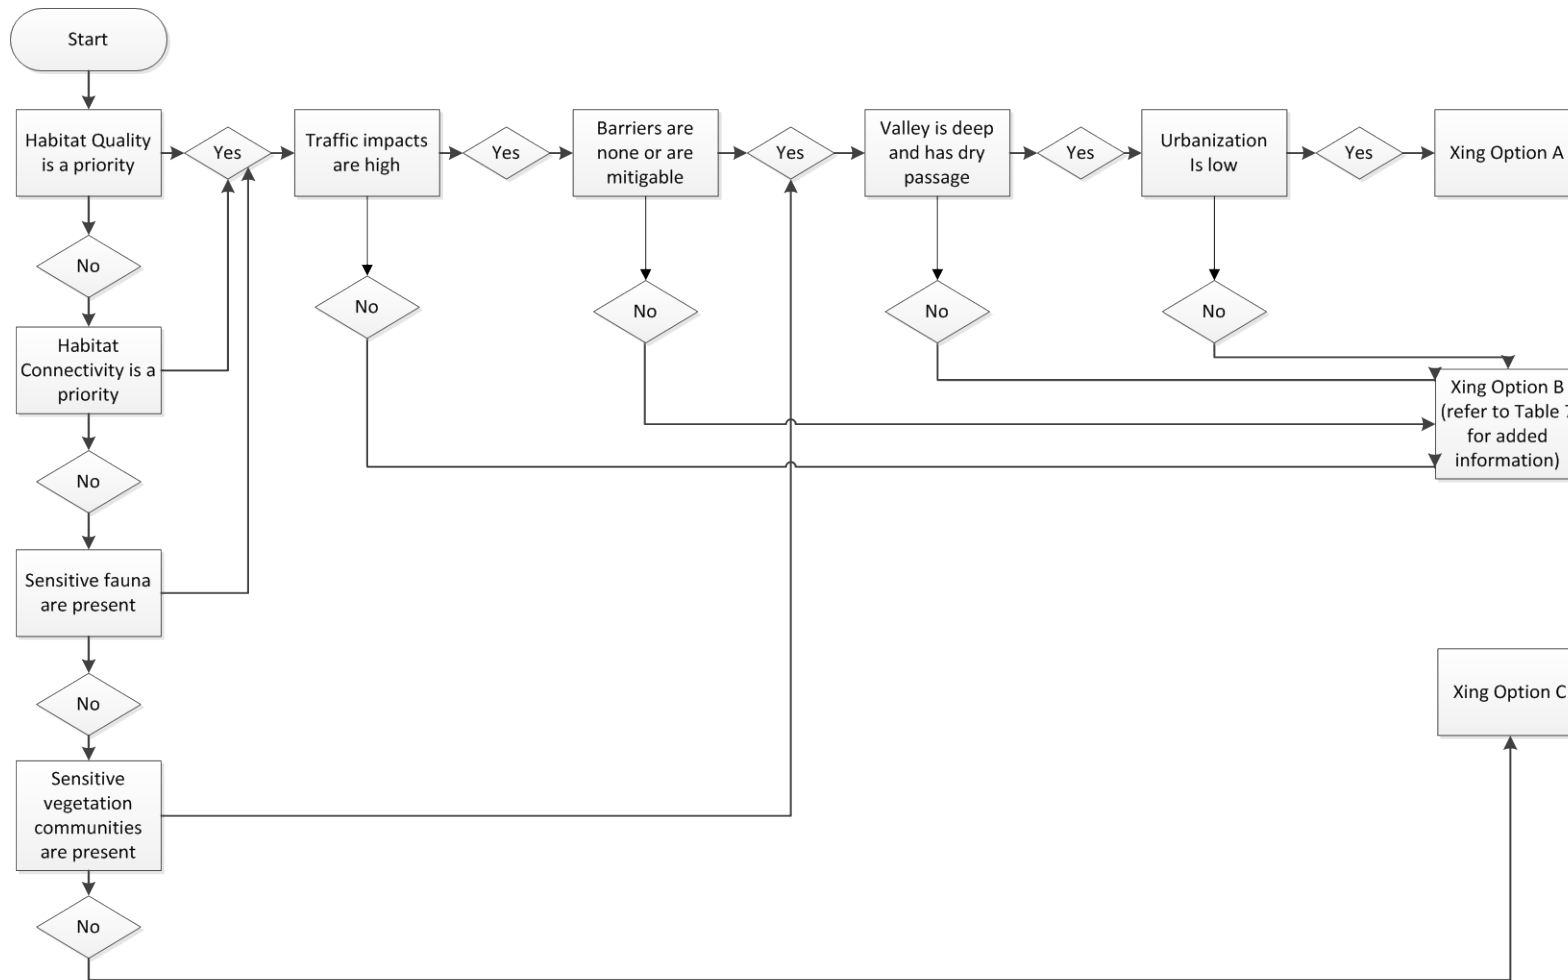 Start
Habitat Quality
is a priority
Yes
Traffic impacts
are high
Yes
Barriers are
none or are
mitigable
Yes
Valley is deep
and has dry
passage
Yes
Urbanization
Is low
Yes
Xing Option A
No
No
No
No
No
Habitat
Connectivity is a
priority
Xing Option B
(refer to Table
for added
information)
No
Sensitive fauna
are present
No
Xing Option C
Sensitive
vegetation
communities
are present
No